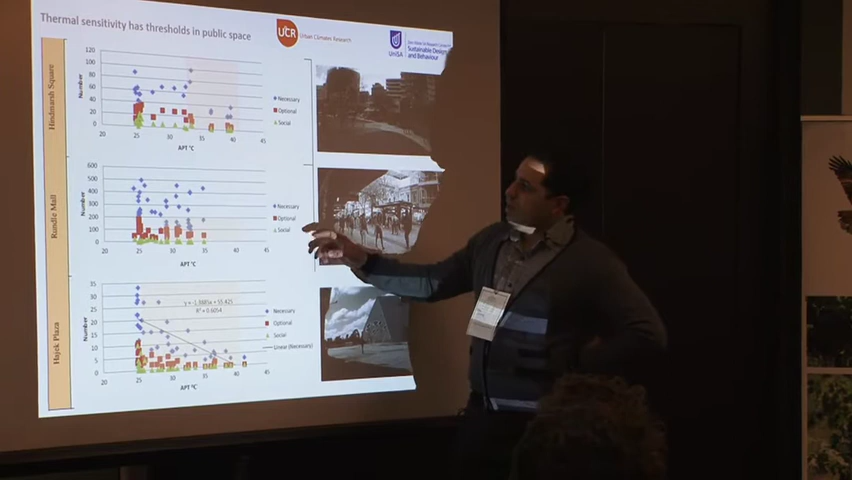 Thermal sensitivity has thresholds in public space
UCR
Urban Climates Research
UniSA
Sustainable Design
and Behaviour
Hindmarsh Square
Number
120
100
80
60
40
20
0
20
25
30
35
40
45
APT °C
Necessary
Optional
Social
Rundle Mall
Number
600
500
400
300
200
100
0
20
25
30
35
40
45
APT °C
Necessary
Optional
Social
Hajek Plaza
Number
35
30
25
20
15
10
5
0
R² = 0.6054
20
25
30
35
40
45
APT °C
Necessary
Optional
Social
Linear (Necessary)